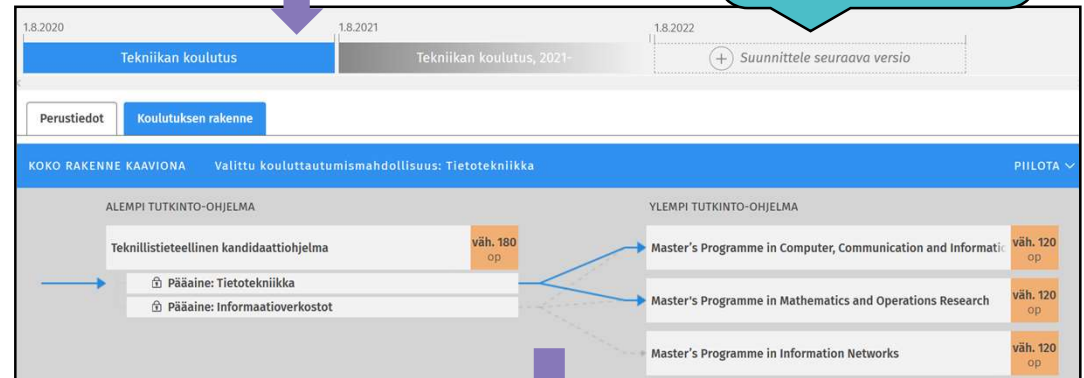 1.8.2020 1.8.2021 1.8.2022
Tekniikan koulutus Tekniikan koulutus, 2021- Suunnittele seuraava versio
Perustiedot Koulutuksen rakenne
KOKO RAKENNE KAAVIONA Valittu kouluttautumismahdollisuus: Tietotekniikka PIILOTA
ALEMPI TUTKINTO-OHJELMA YLEMPI TUTKINTO-OHJELMA
Teknillistieteellinen kandidaattiohjelma väh. 180 op
Pääaine: Tietotekniikka
Pääaine: Informaatioverkostot
Master's Programme in Computer, Communication and Informatic väh. 120 op
Master's Programme in Mathematics and Operations Research väh. 120 op
Master's Programme in Information Networks väh. 120 op